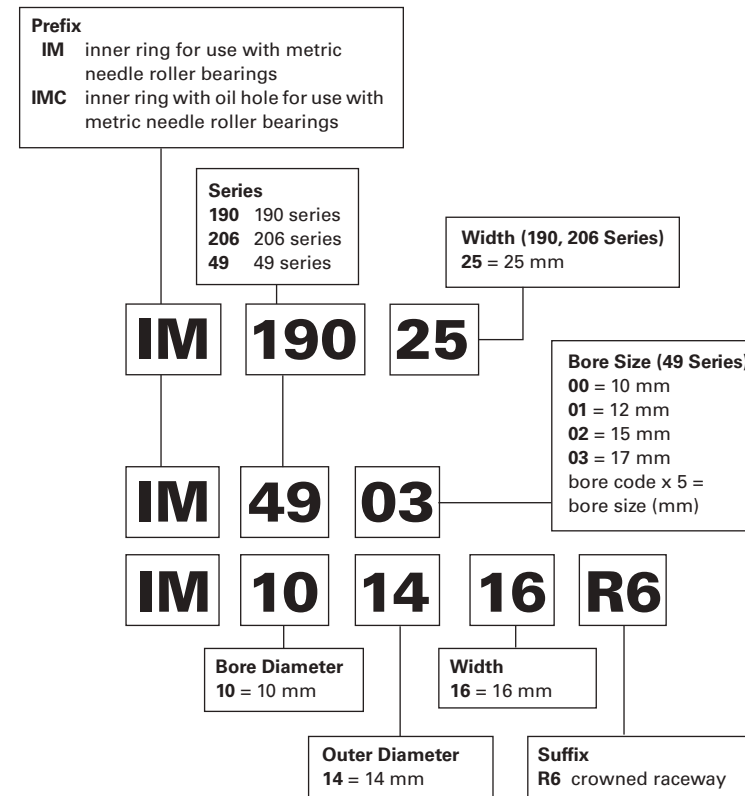 Prefix
IM inner ring for use with metric
needle roller bearings
IMC inner ring with oil hole for use with
metric needle roller bearings
Series
190 190 series
206 206 series
49 49 series
Width (190, 206 Series)
25 = 25 mm
IM 190 25
Bore Size (49 Series)
00 = 10 mm
01 = 12 mm
02 = 15 mm
03 = 17 mm
bore code x 5 =
bore size (mm)
IM 49 03
IM 10 14 16 R6
Bore Diameter
10 = 10 mm
Width
16 = 16 mm
Outer Diameter
14 = 14 mm
Suffix
R6 crowned raceway